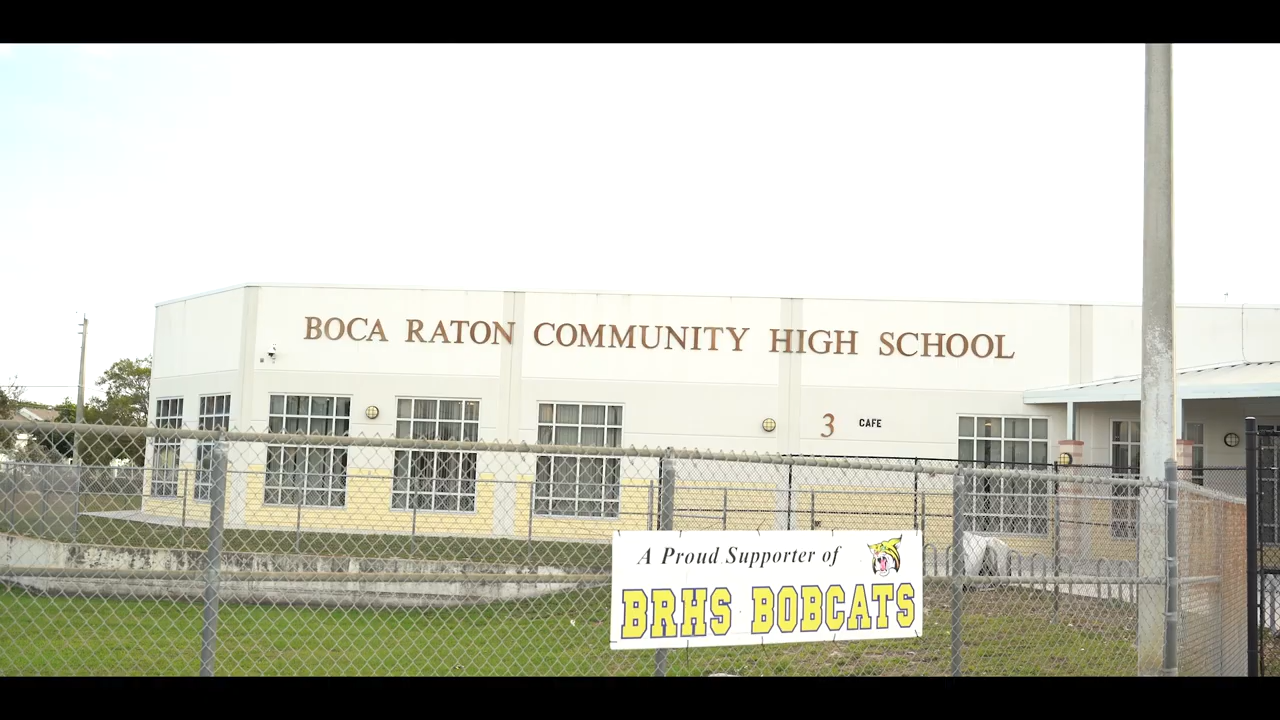 BOCA RATON COMMUNITY HIGH SCHOOL
3 CAFE
A Proud Supporter of
BRHS BOBCATS